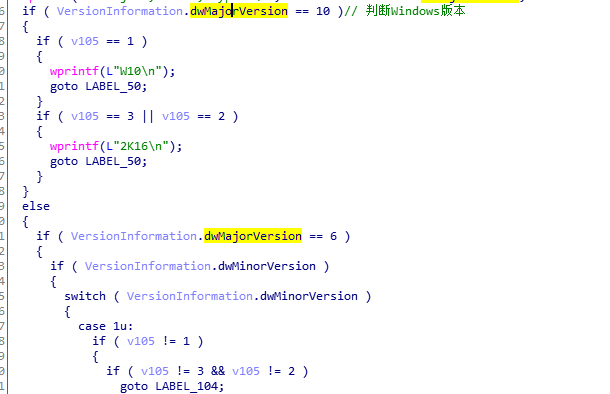 if ( VersionInformation.dwMajorVersion == 10 )// 判断Windows版本
{
if ( v105 == 1 )
{
wprintf(L"W10\n");
goto LABEL_50;
}
if ( v105 == 3 || v105 == 2 )
{
wprintf(L"2K16\n");
goto LABEL_50;
}
}
else
{
if ( VersionInformation.dwMajorVersion == 6 )
{
if ( VersionInformation.dwMinorVersion )
{
switch ( VersionInformation.dwMinorVersion )
{
case 1u:
if ( v105 != 1 )
{
if ( v105 != 3 && v105 != 2 )
goto LABEL_104;